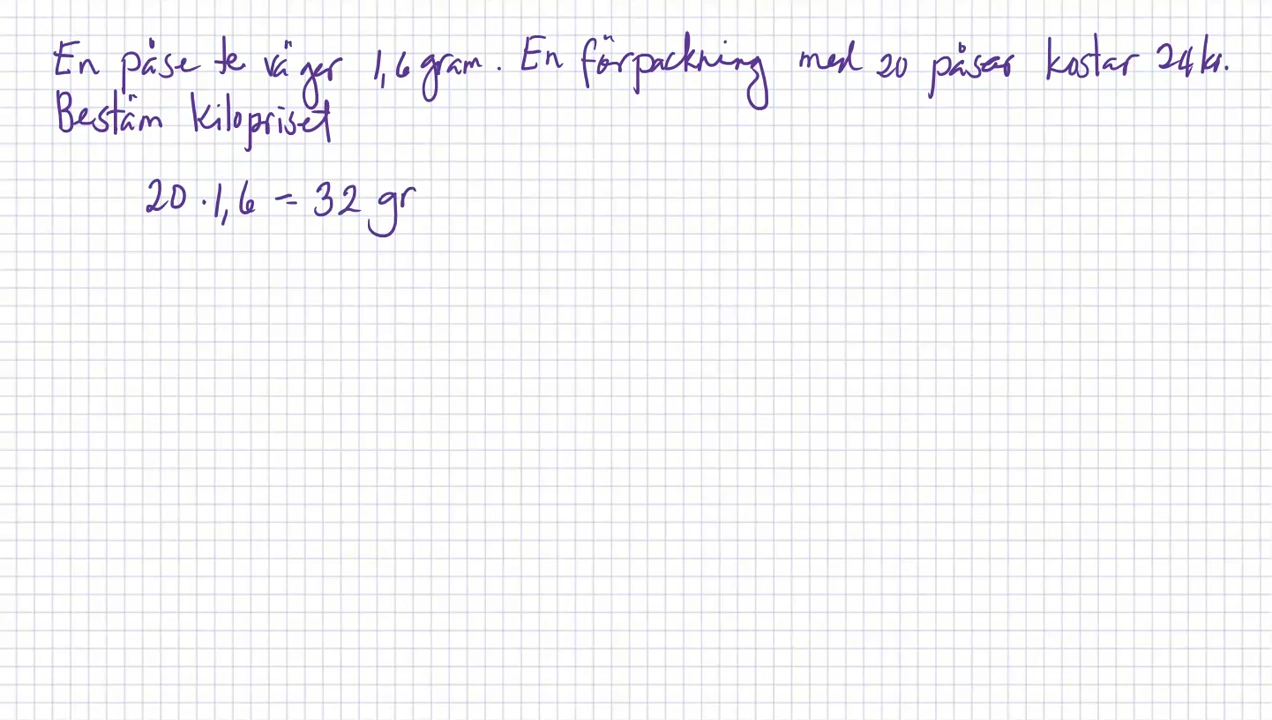 En påse te väger 1,6 gram. En förpackning med 20 påsar kostar 24 kr.
Bestäm kilopriset
20 · 1,6 = 32 gr